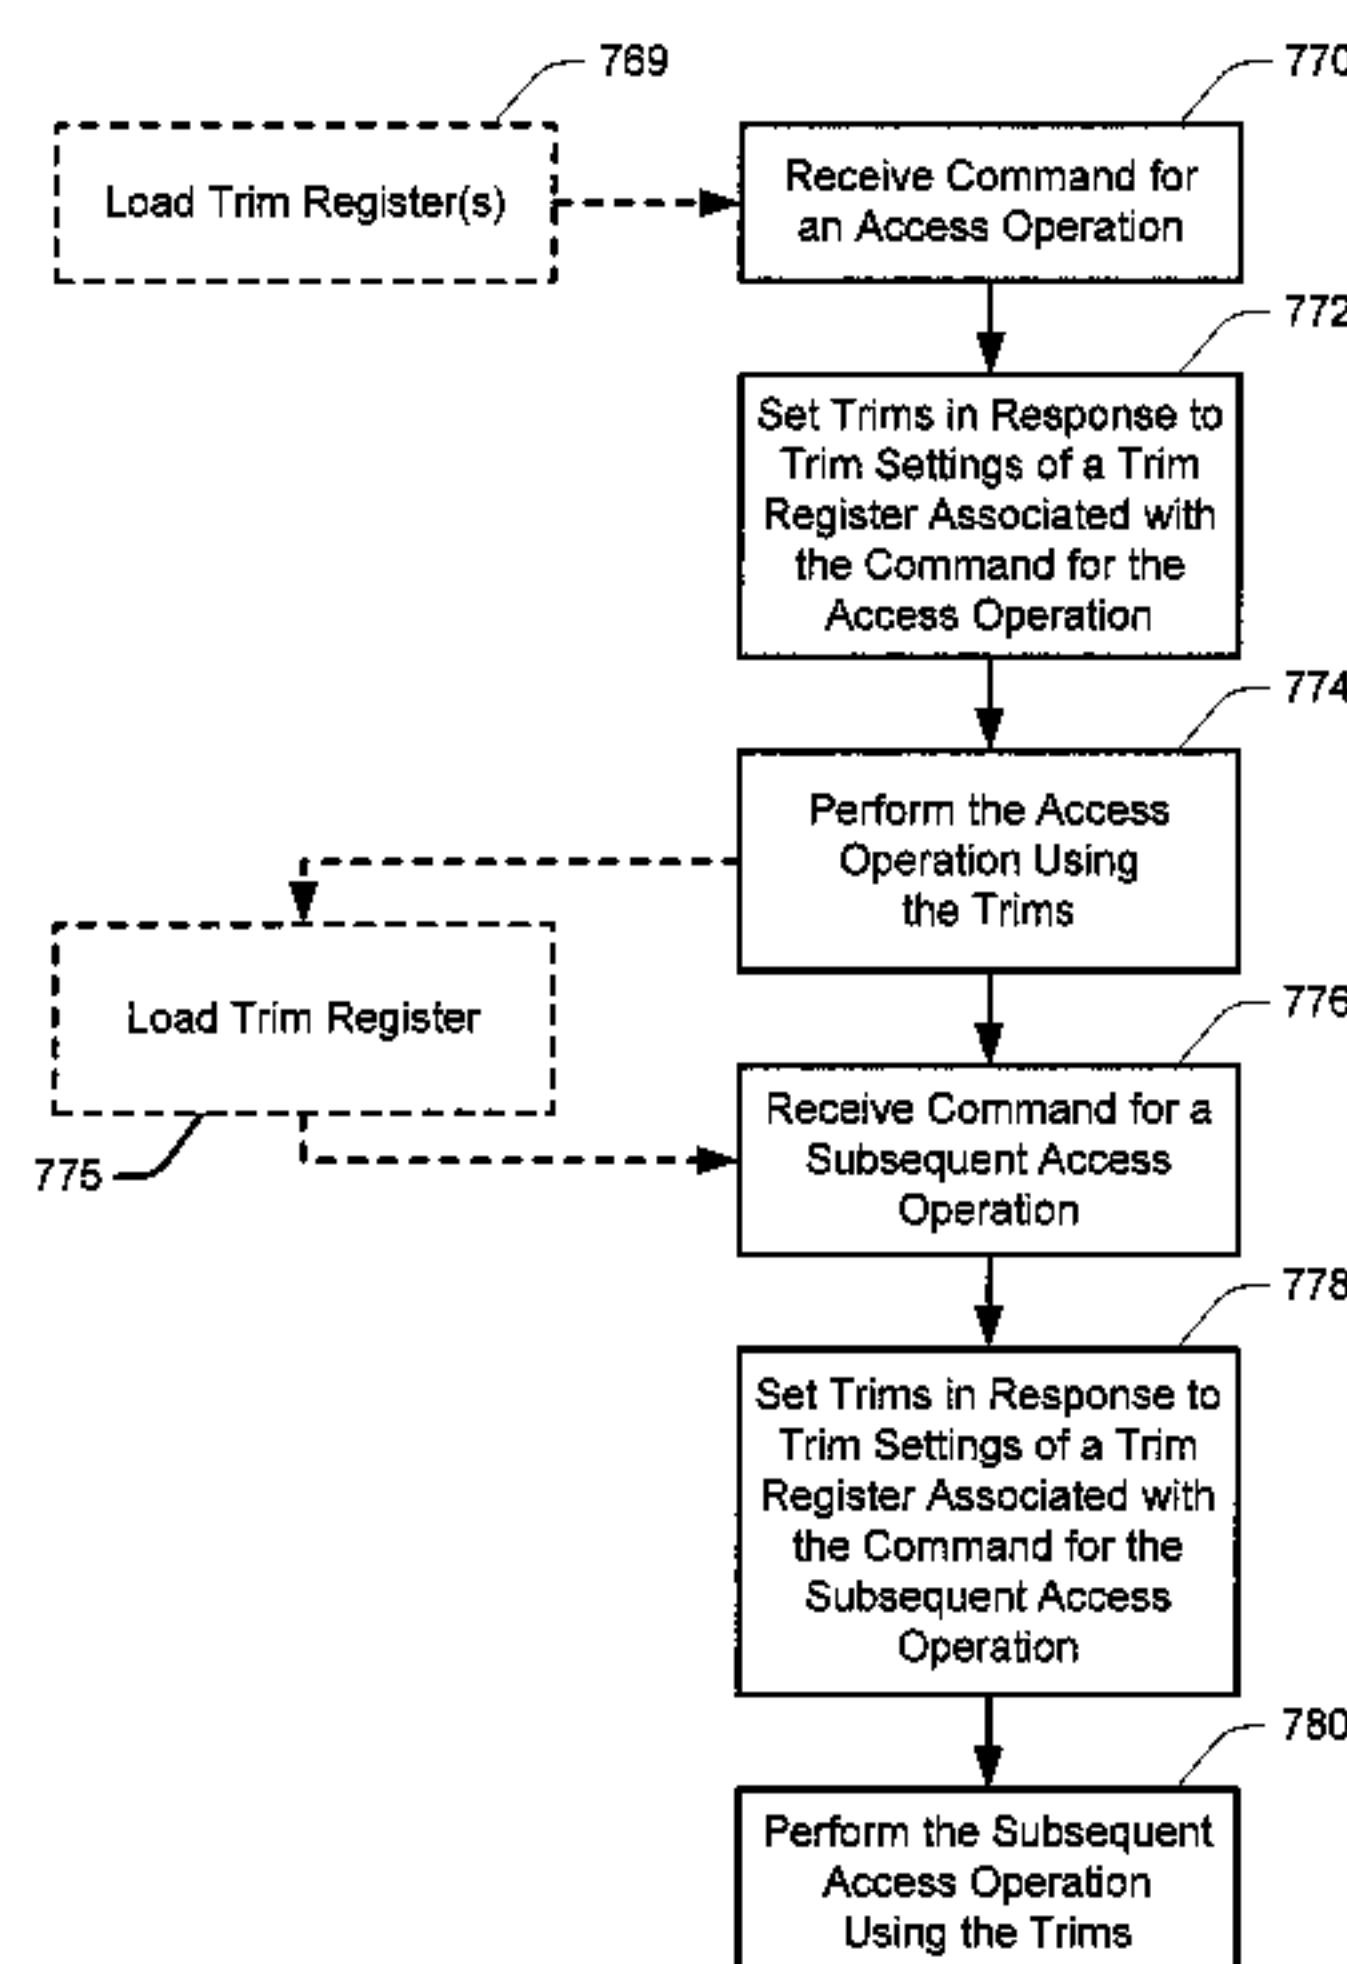 769
770
Load Trim Register(s)
Receive Command for
an Access Operation
772
Set Trims in Response to
Trim Settings of a Trim
Register Associated with
the Command for the
Access Operation
774
Perform the Access
Operation Using
the Trims
Load Trim Register
775
776
Receive Command for a
Subsequent Access
Operation
778
Set Trims in Response to
Trim Settings of a Trim
Register Associated with
the Command for the
Subsequent Access
Operation
780
Perform the Subsequent
Access Operation
Using the Trims